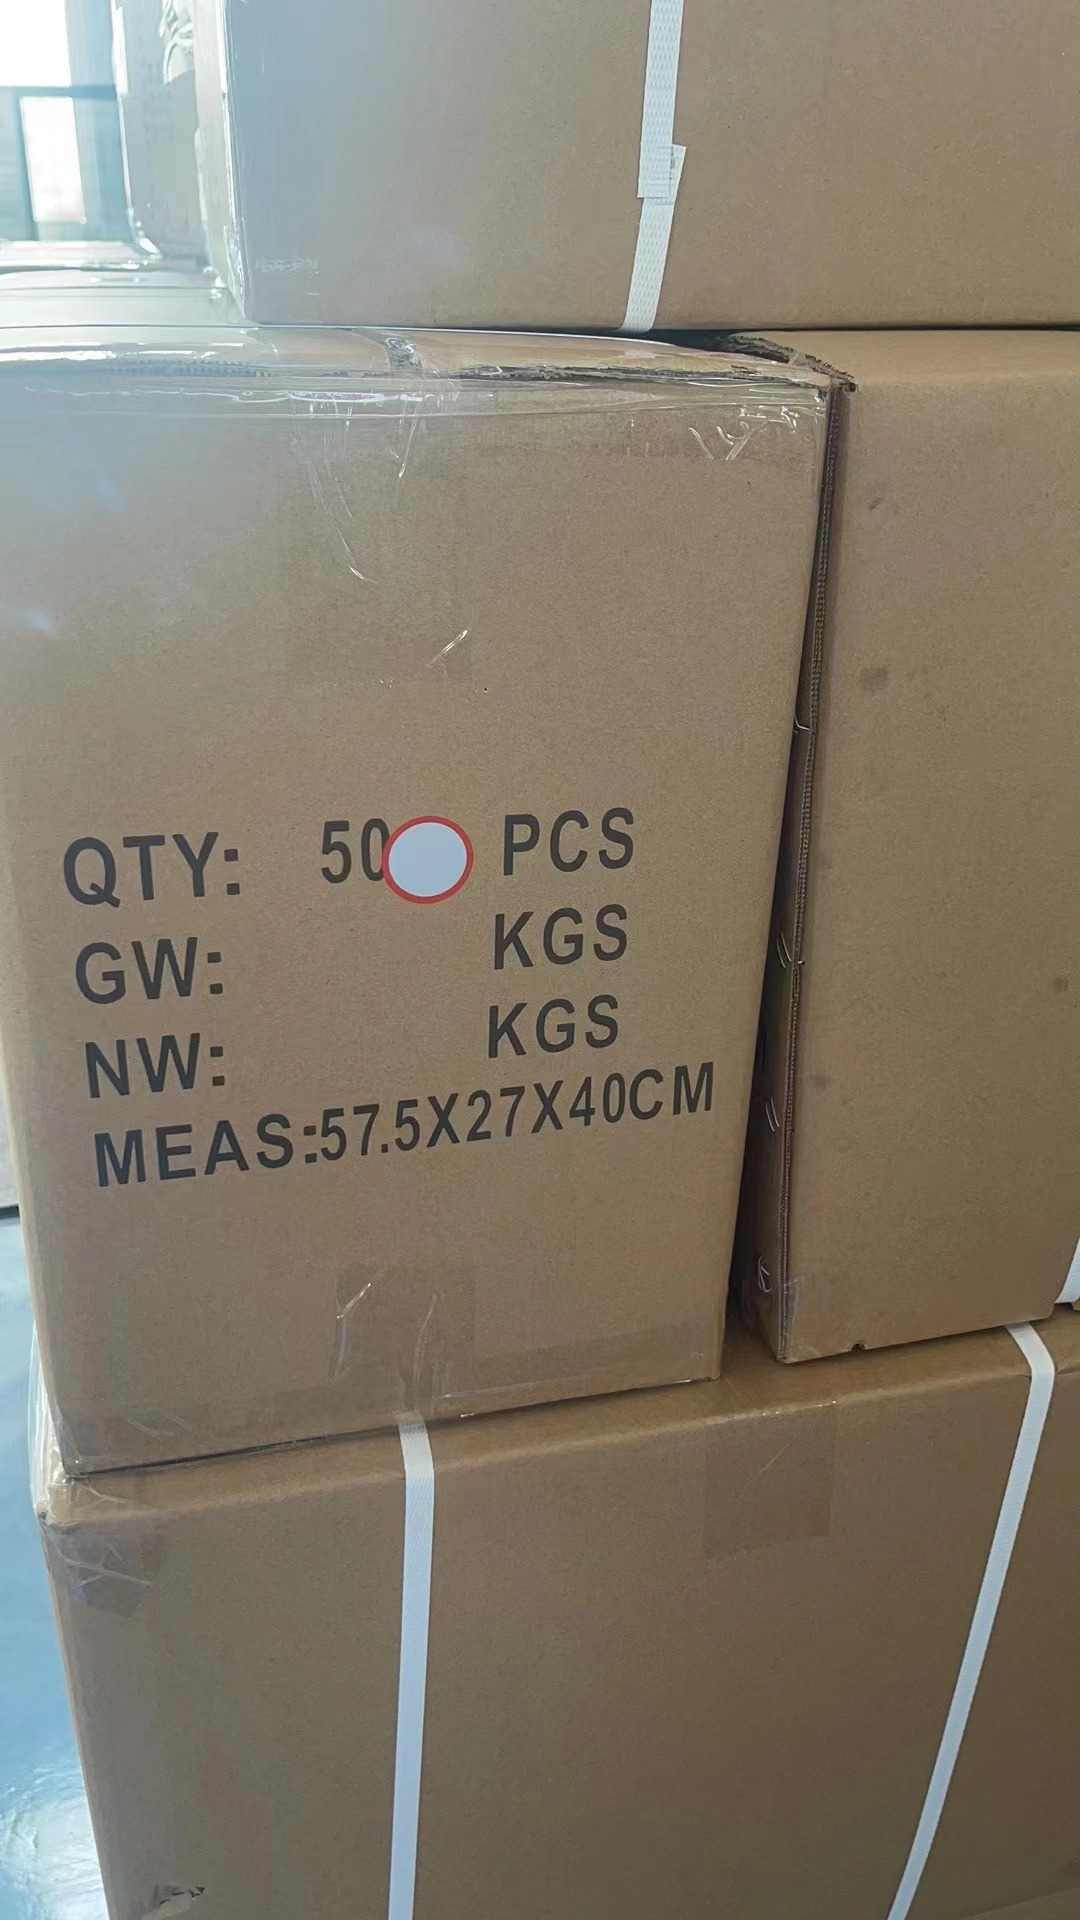 QTY: 50 PCS
GW: KGS
NW: KGS
MEAS:57.5X27X40CM